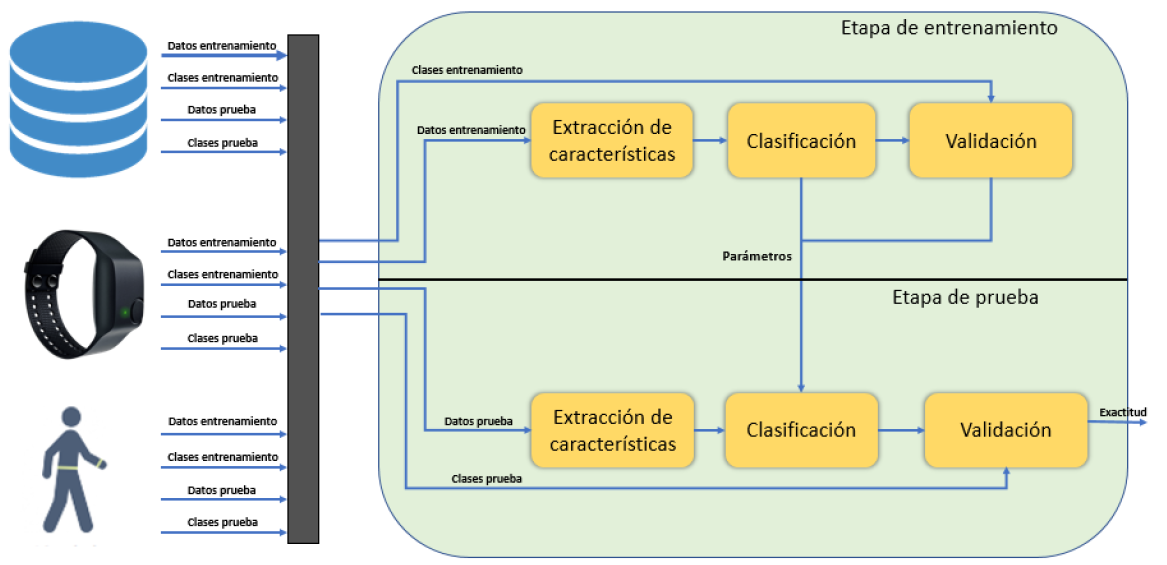 Datos entrenamiento
Clases entrenamiento
Datos prueba
Clases prueba
Datos entrenamiento
Clases entrenamiento
Datos prueba
Clases prueba
Datos entrenamiento
Clases entrenamiento
Datos prueba
Clases prueba
Etapa de entrenamiento
Clases entrenamiento
Datos entrenamiento
Extracción de
características
Clasificación
Validación
Parámetros
Etapa de prueba
Datos prueba
Extracción de
características
Clasificación
Validación
Exactitud
Clases prueba